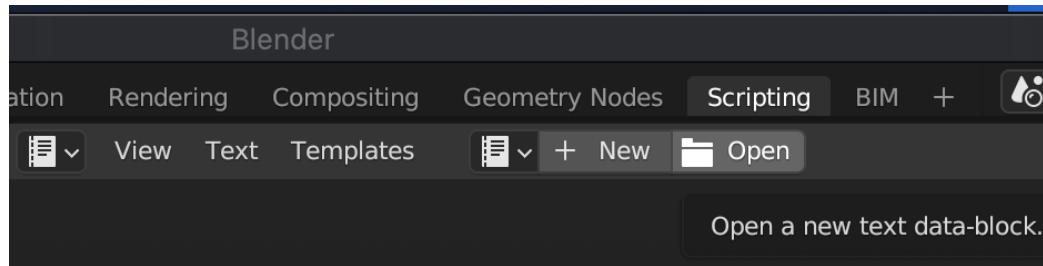 Blender
ation Rendering Compositing Geometry Nodes Scripting BIM +
View Text Templates + New Open
Open a new text data-block.